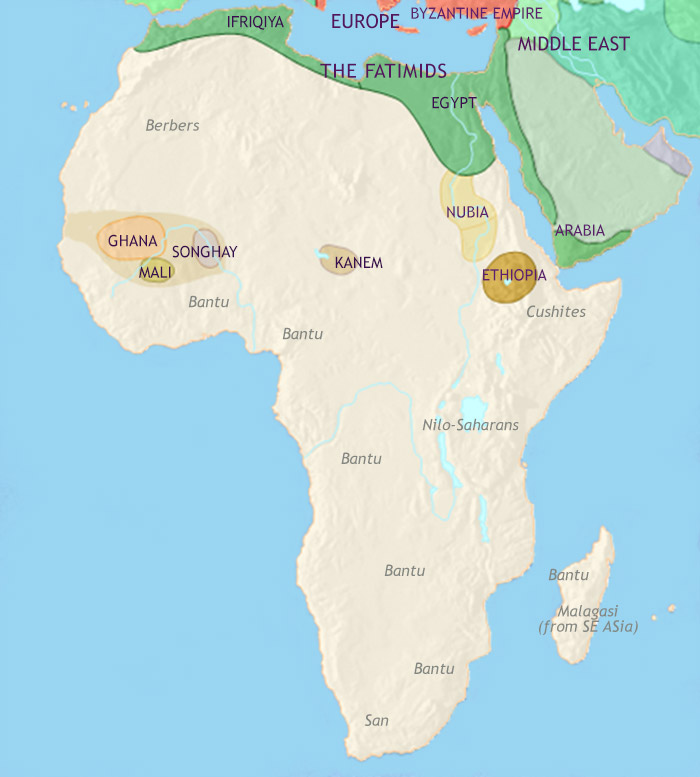 IFRIQIYA
EUROPE
BYZANTINE EMPIRE
MIDDLE EAST
THE FATIMIDS
EGYPT
Berbers
NUBIA
ARABIA
GHANA
SONGHAY
MALI
KANEM
ETHIOPIA
Bantu
Cushites
Bantu
Nilo-Saharans
Bantu
Bantu
Bantu
Malagasi
(from SE ASia)
Bantu
San